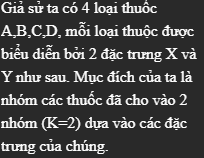 Giả sử ta có 4 loại thuốc
A,B,C,D, mỗi loại thuộc được
biểu diễn bởi 2 đặc trưng X và
Y như sau. Mục đích của ta là
nhóm các thuốc đã cho vào 2
nhóm (K=2) dựa vào các đặc
trưng của chúng.